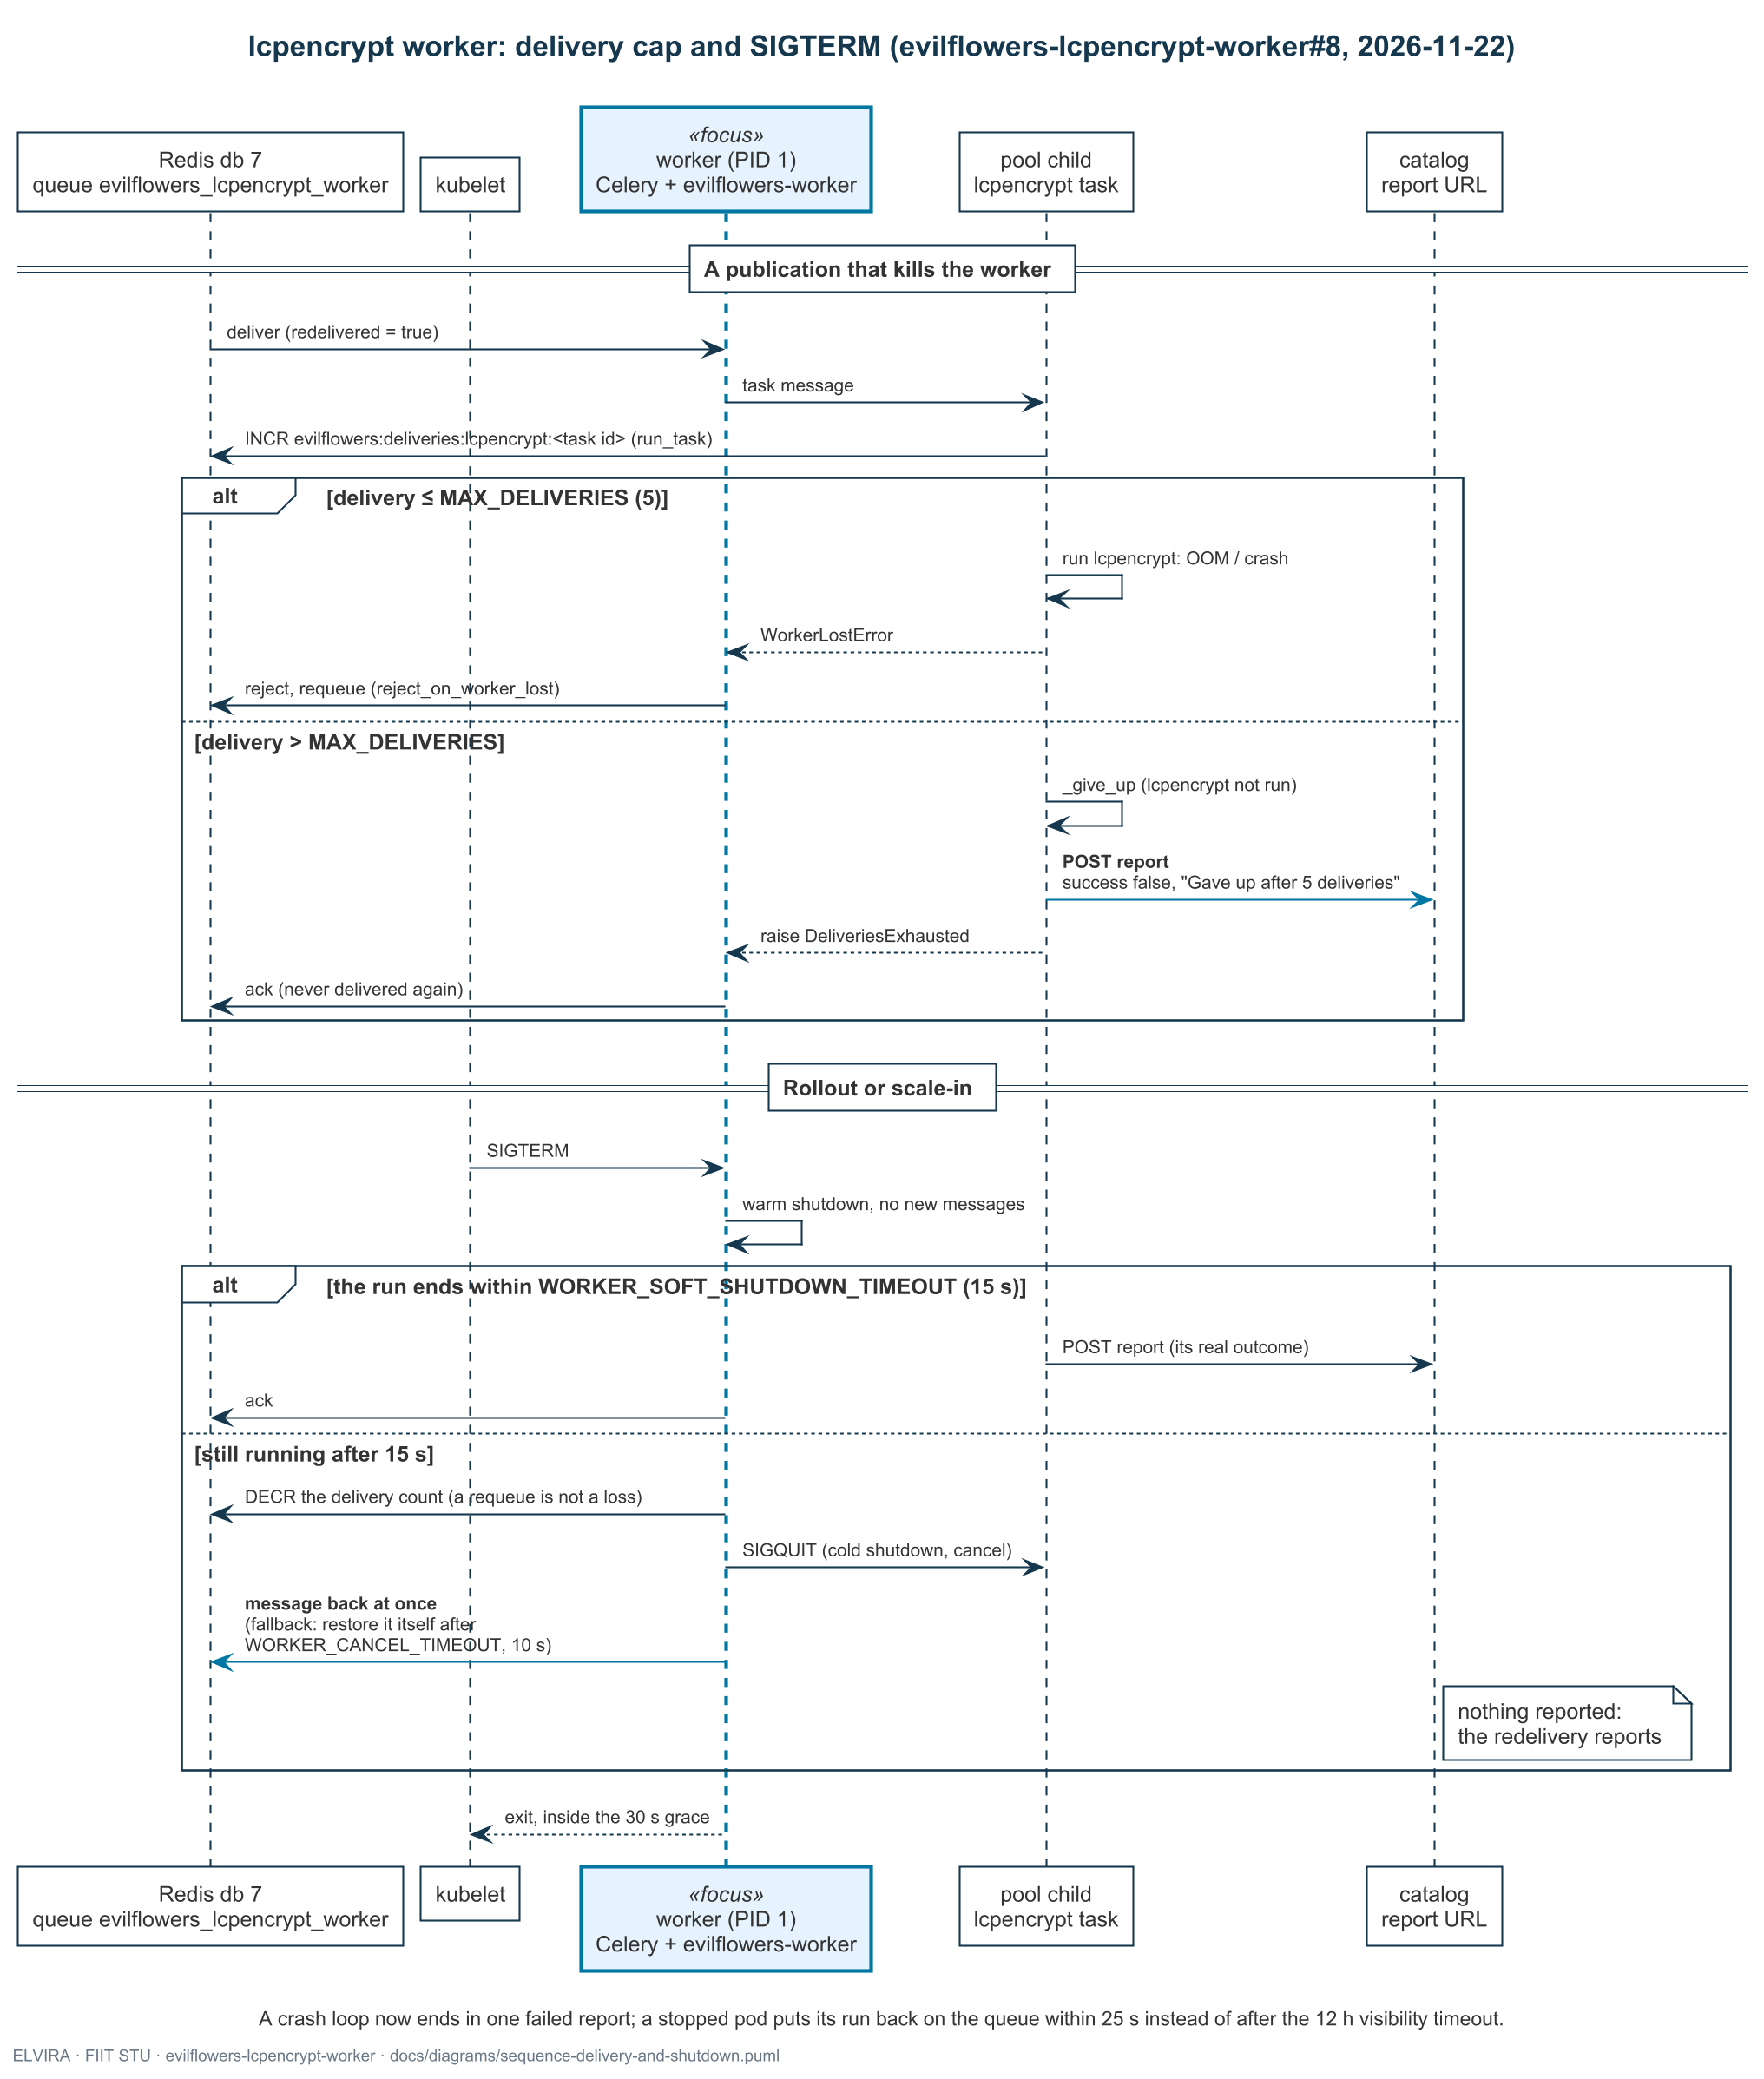 lcpencrypt worker: delivery cap and SIGTERM (evilflowers-lcpencrypt-worker#8, 2026-11-22)
Redis db 7
queue evilflowers_lcpencrypt_worker
kubelet
«focus»
worker (PID 1)
Celery + evilflowers-worker
pool child
lcpencrypt task
catalog
report URL
A publication that kills the worker
deliver (redelivered = true)
task message
INCR evilflowers:deliveries:lcpencrypt:<task id> (run_task)
alt
[delivery ≤ MAX_DELIVERIES (5)]
run lcpencrypt: OOM / crash
WorkerLostError
reject, requeue (reject_on_worker_lost)
[delivery > MAX_DELIVERIES]
_give_up (lcpencrypt not run)
POST report
success false, "Gave up after 5 deliveries"
raise DeliveriesExhausted
ack (never delivered again)
Rollout or scale-in
SIGTERM
warm shutdown, no new messages
alt
[the run ends within WORKER_SOFT_SHUTDOWN_TIMEOUT (15 s)]
POST report (its real outcome)
ack
[still running after 15 s]
DECR the delivery count (a requeue is not a loss)
SIGQUIT (cold shutdown, cancel)
message back at once
(fallback: restore it itself after
WORKER_CANCEL_TIMEOUT, 10 s)
nothing reported:
the redelivery reports
exit, inside the 30 s grace
Redis db 7
queue evilflowers_lcpencrypt_worker
kubelet
«focus»
worker (PID 1)
Celery + evilflowers-worker
pool child
lcpencrypt task
catalog
report URL
A crash loop now ends in one failed report; a stopped pod puts its run back on the queue within 25 s instead of after the 12 h visibility timeout.
ELVIRA · FIIT STU · evilflowers-lcpencrypt-worker · docs/diagrams/sequence-delivery-and-shutdown.puml